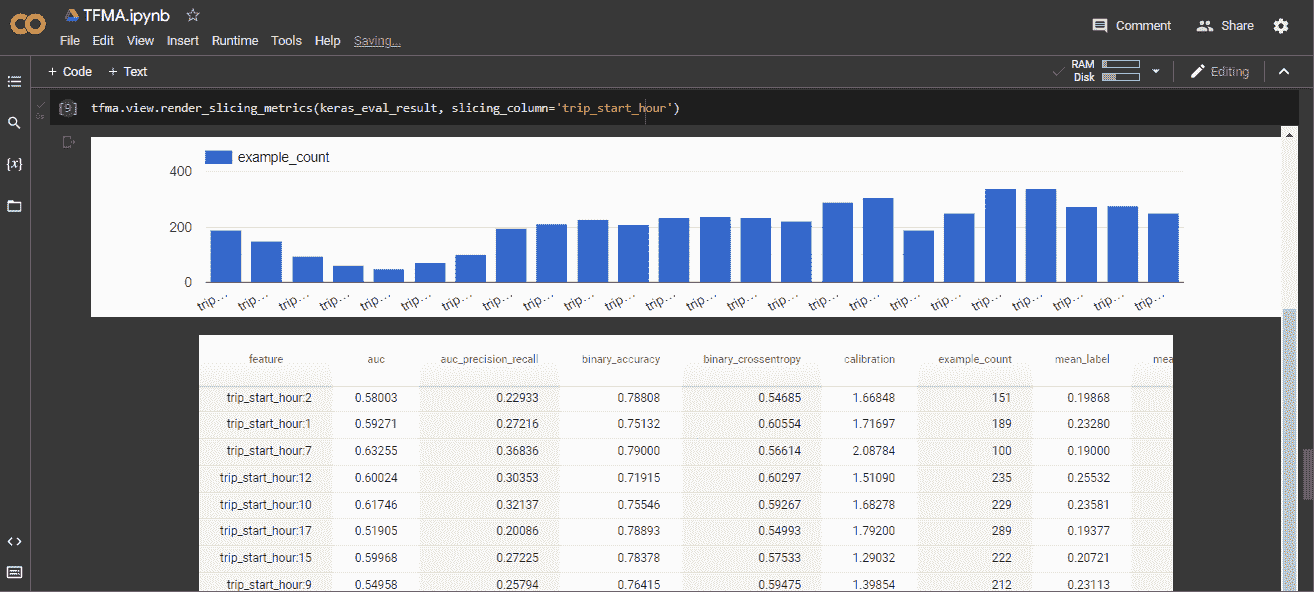 TFMA.ipynb
File Edit View Insert Runtime Tools Help Saving...
Comment Share
+ Code + Text
RAM
Disk
Editing
[9] tfma.view.render_slicing_metrics(keras_eval_result, slicing_column='trip_start_hour')
0s
{x}
example_count
400
200
0
trip… trip… trip… trip… trip… trip… trip… trip… trip… trip… trip… trip… trip… trip… trip… trip… trip… trip… trip… trip… trip… trip… trip… trip…
feature auc auc_precision_recall binary_accuracy binary_crossentropy calibration example_count mean_label mea
trip_start_hour:2 0.58003 0.22933 0.78808 0.54685 1.66848 151 0.19868
trip_start_hour:1 0.59271 0.27216 0.75132 0.60554 1.71697 189 0.23280
trip_start_hour:7 0.63255 0.36836 0.79000 0.56614 2.08784 100 0.19000
trip_start_hour:12 0.60024 0.30353 0.71915 0.60297 1.51090 235 0.25532
trip_start_hour:10 0.61746 0.32137 0.75546 0.59267 1.68278 229 0.23581
trip_start_hour:17 0.51905 0.20086 0.78893 0.54993 1.79200 289 0.19377
trip_start_hour:15 0.59968 0.27225 0.78378 0.57533 1.29032 222 0.20721
trip_start_hour:9 0.54958 0.25794 0.76415 0.59475 1.39854 212 0.23113